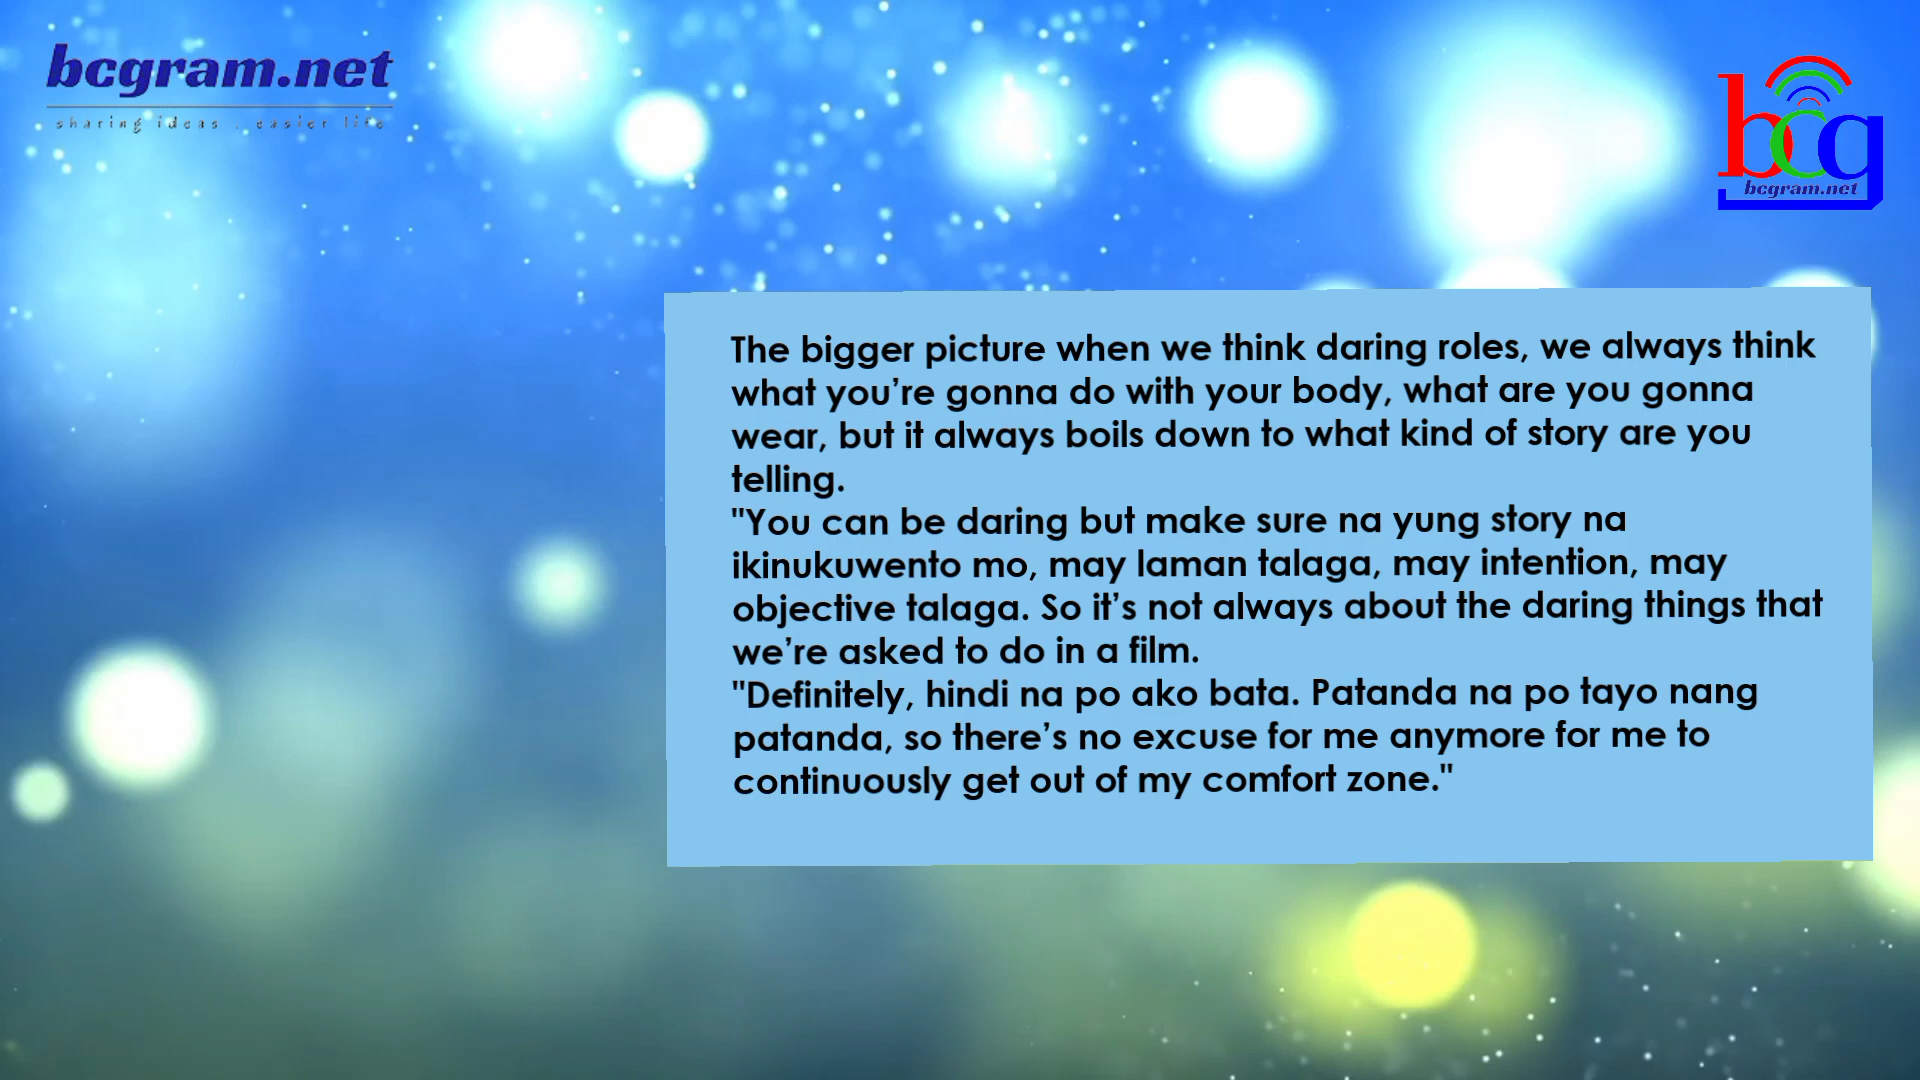 bcgram.net
sharing ideas . easier life
bcg
bcgram.net
The bigger picture when we think daring roles, we always think
what you’re gonna do with your body, what are you gonna
wear, but it always boils down to what kind of story are you
telling.
"You can be daring but make sure na yung story na
ikinukuwento mo, may laman talaga, may intention, may
objective talaga. So it’s not always about the daring things that
we’re asked to do in a film.
"Definitely, hindi na po ako bata. Patanda na po tayo nang
patanda, so there’s no excuse for me anymore for me to
continuously get out of my comfort zone."